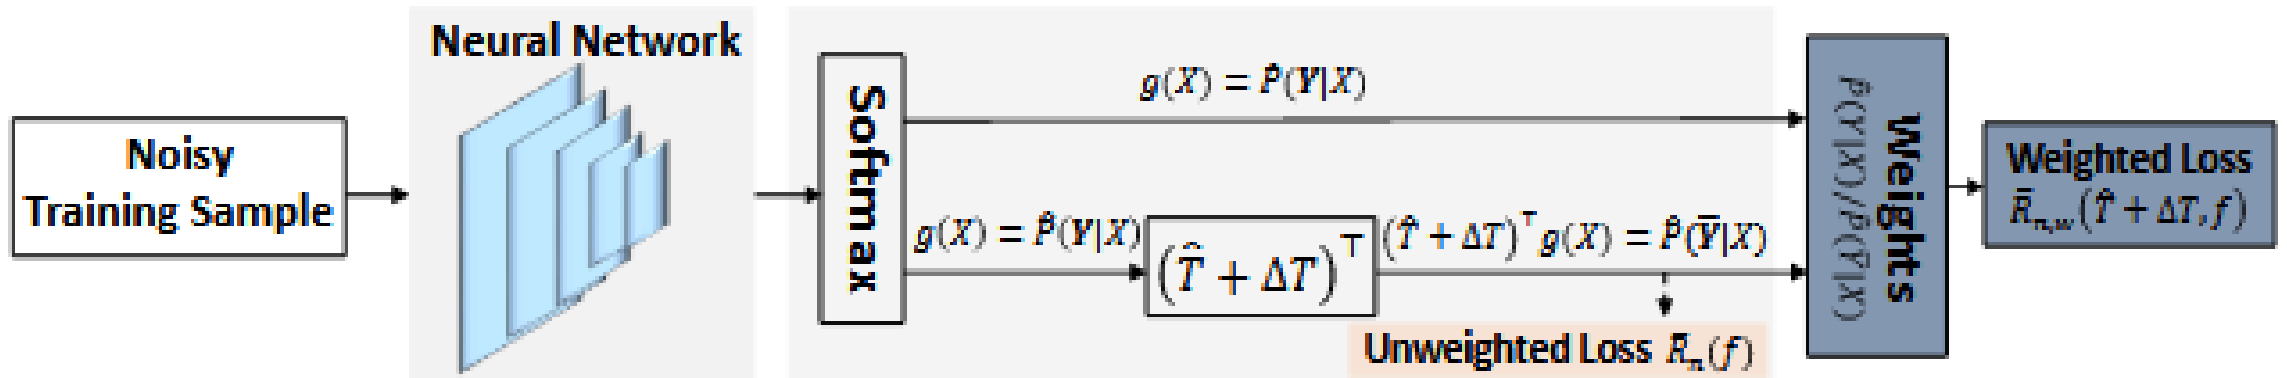 Neural Network
Noisy
Training Sample
Softmax
g(X) = P̂(Y|X)
g(X) = P̂(Y|X)
(T̂ + ΔT)ᵀ
(T̂ + ΔT)ᵀg(X) = P̂(Ȳ|X)
Unweighted Loss R̄ₙ(f)
Weights
P̂(Y|X)/P̂(Ȳ|X)
Weighted Loss
R̄ₙ,w(T̂ + ΔT, f)